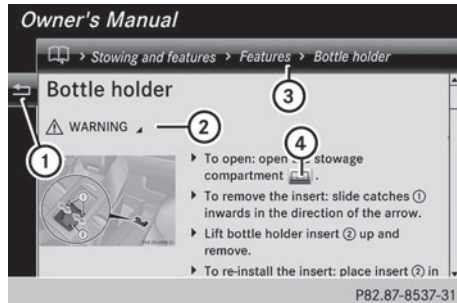 Owner's Manual
> Stowing and features > Features > Bottle holder
Bottle holder
3
WARNING
2
1
4
To open: open the stowage
compartment .
To remove the insert: slide catches ①
inwards in the direction of the arrow.
Lift bottle holder insert ② up and
remove.
To re-install the insert: place insert ② in
P82.87-8537-31